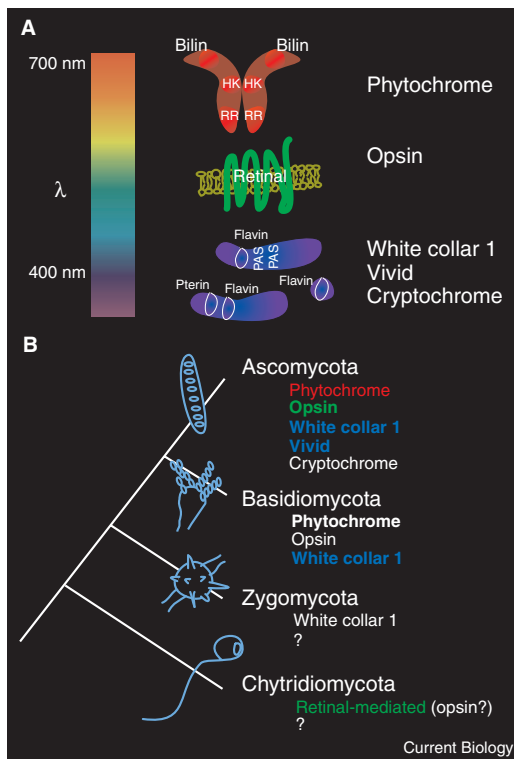 A
700 nm
λ
400 nm
Bilin Bilin
HK HK
RR RR
Phytochrome
Retinal
Opsin
Flavin
PAS
PAS
Pterin Flavin Flavin
White collar 1
Vivid
Cryptochrome
B
Ascomycota
Phytochrome
Opsin
White collar 1
Vivid
Cryptochrome
Basidiomycota
Phytochrome
Opsin
White collar 1
Zygomycota
White collar 1
?
Chytridiomycota
Retinal-mediated (opsin?)
?
Current Biology